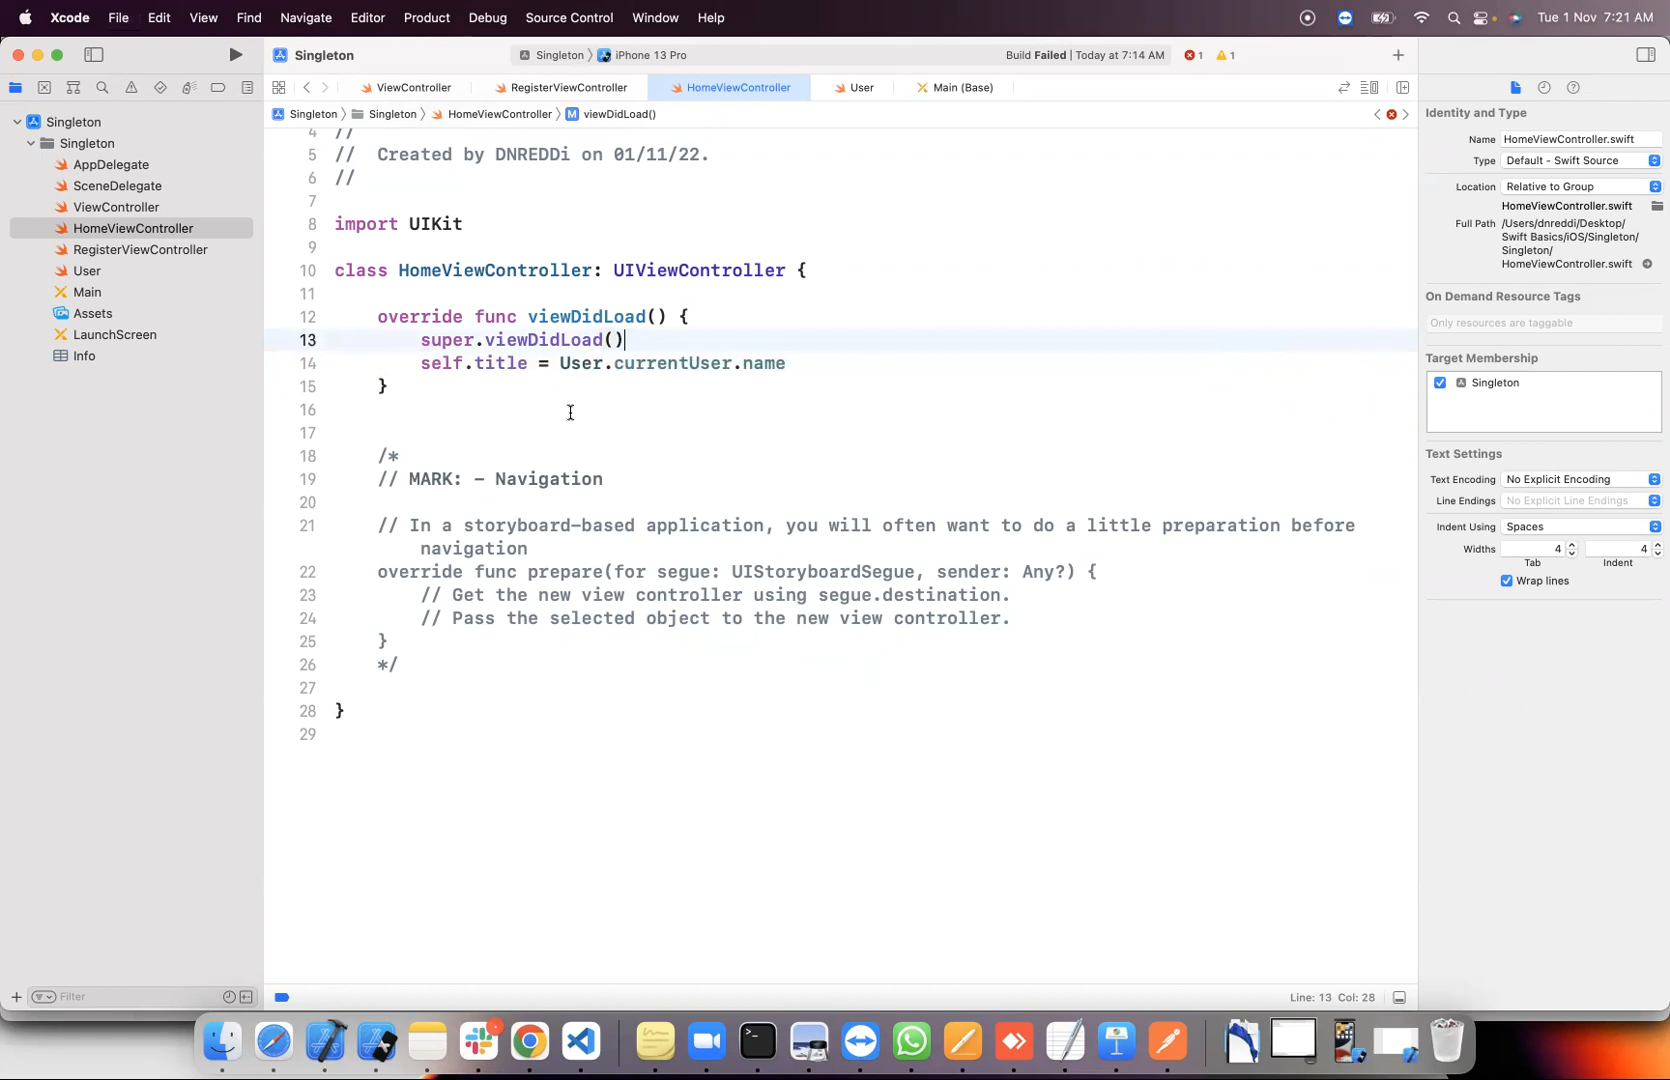 Xcode File Edit View Find Navigate Editor Product Debug Source Control Window Help Tue 1 Nov 7:21 AM
Singleton Singleton iPhone 13 Pro Build Failed | Today at 7:14 AM 1 1
ViewController RegisterViewController HomeViewController User Main (Base)
Singleton Singleton HomeViewController M viewDidLoad()
Singleton
Singleton
AppDelegate
SceneDelegate
ViewController
HomeViewController
RegisterViewController
User
Main
Assets
LaunchScreen
Info
Filter
4 //
5 // Created by DNREDDi on 01/11/22.
6 //
7
8 import UIKit
9
10 class HomeViewController: UIViewController {
11
12 override func viewDidLoad() {
13 super.viewDidLoad()
14 self.title = User.currentUser.name
15 }
16
17
18 /*
19 // MARK: - Navigation
20
21 // In a storyboard-based application, you will often want to do a little preparation before
navigation
22 override func prepare(for segue: UIStoryboardSegue, sender: Any?) {
23 // Get the new view controller using segue.destination.
24 // Pass the selected object to the new view controller.
25 }
26 */
27
28 }
29
Line: 13 Col: 28
Identity and Type
Name HomeViewController.swift
Type Default - Swift Source
Location Relative to Group
HomeViewController.swift
Full Path /Users/dnreddi/Desktop/
Swift Basics/iOS/Singleton/
Singleton/
HomeViewController.swift
On Demand Resource Tags
Only resources are taggable
Target Membership
Singleton
Text Settings
Text Encoding No Explicit Encoding
Line Endings No Explicit Line Endings
Indent Using Spaces
Widths 4 4
Tab Indent
Wrap lines